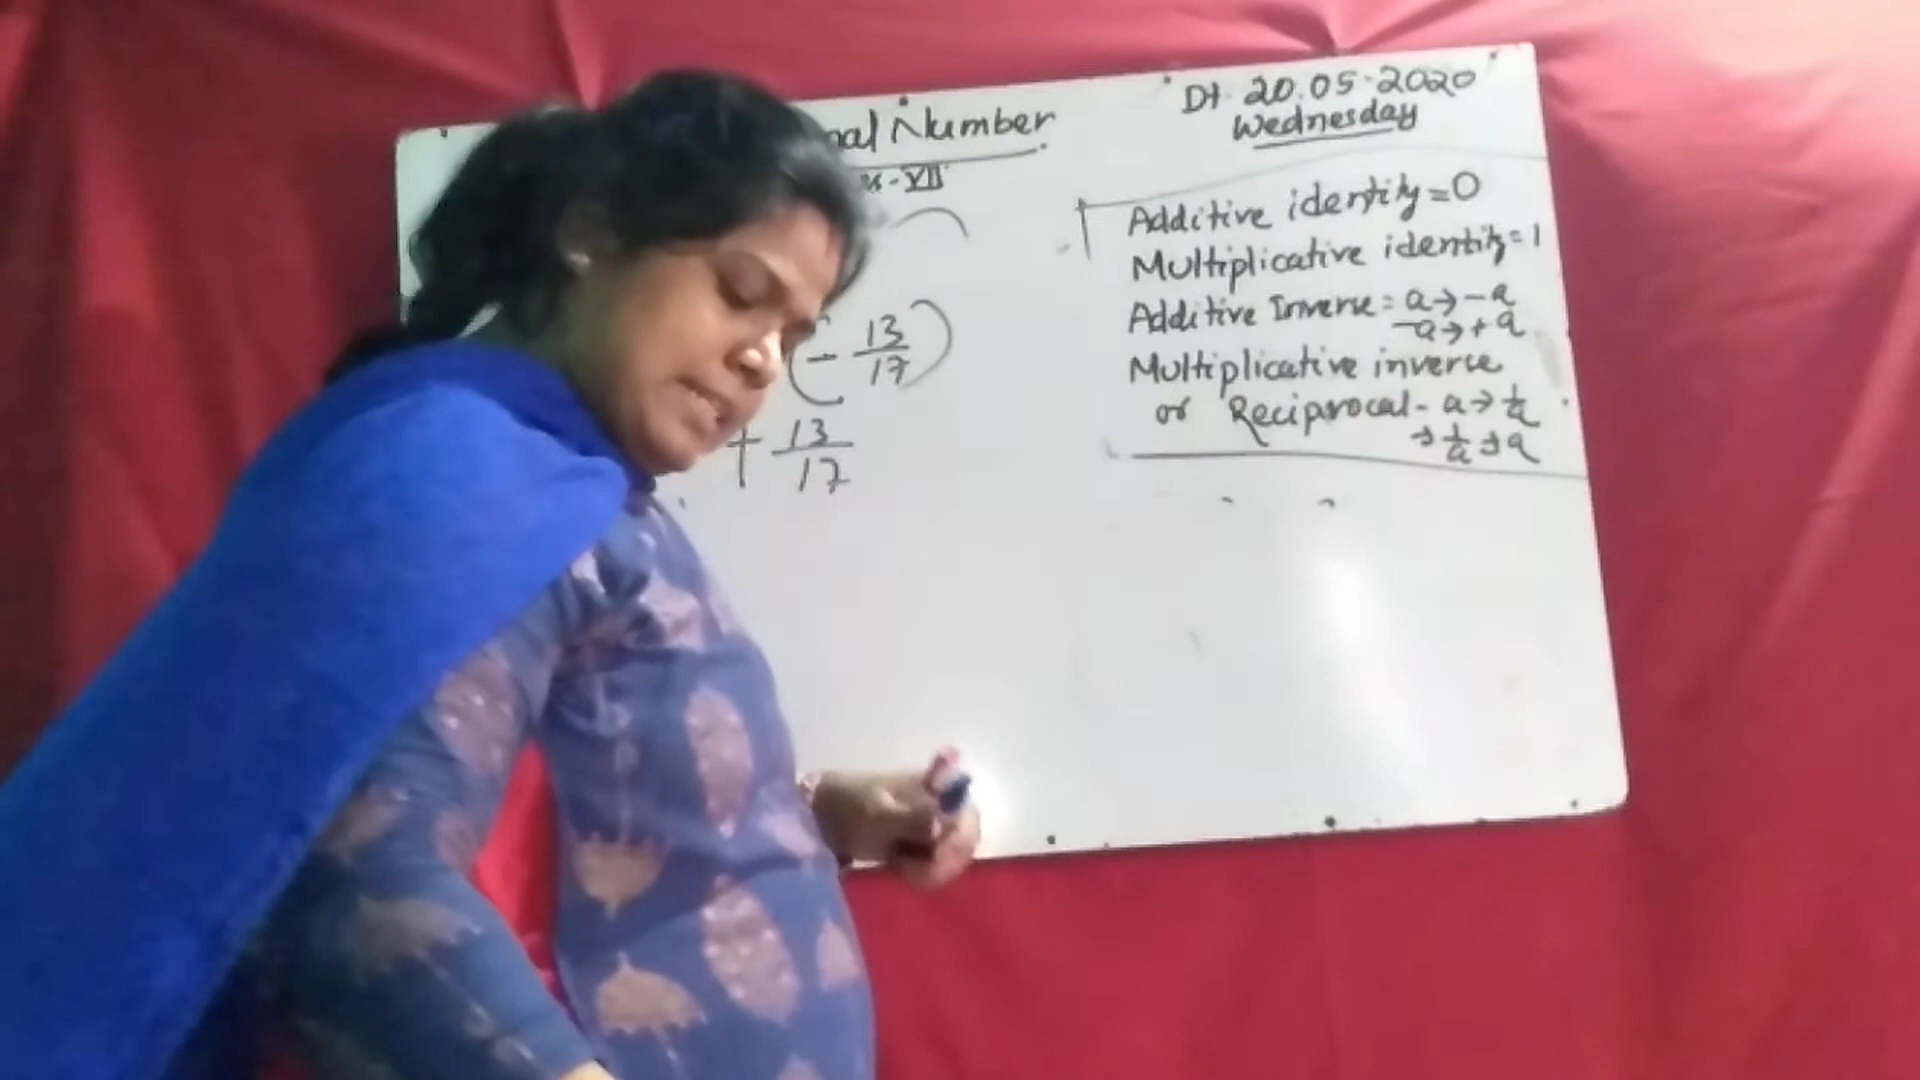 Number
Dt. 20.05.2020
Wednesday
- VII
Additive identity = 0
Multiplicative identity = 1
Additive Inverse = a → -a
-a → + a
Multiplicative inverse
or Reciprocal - a → 1/a
→ 1/a → a
(- 13/17)
+ 13/17